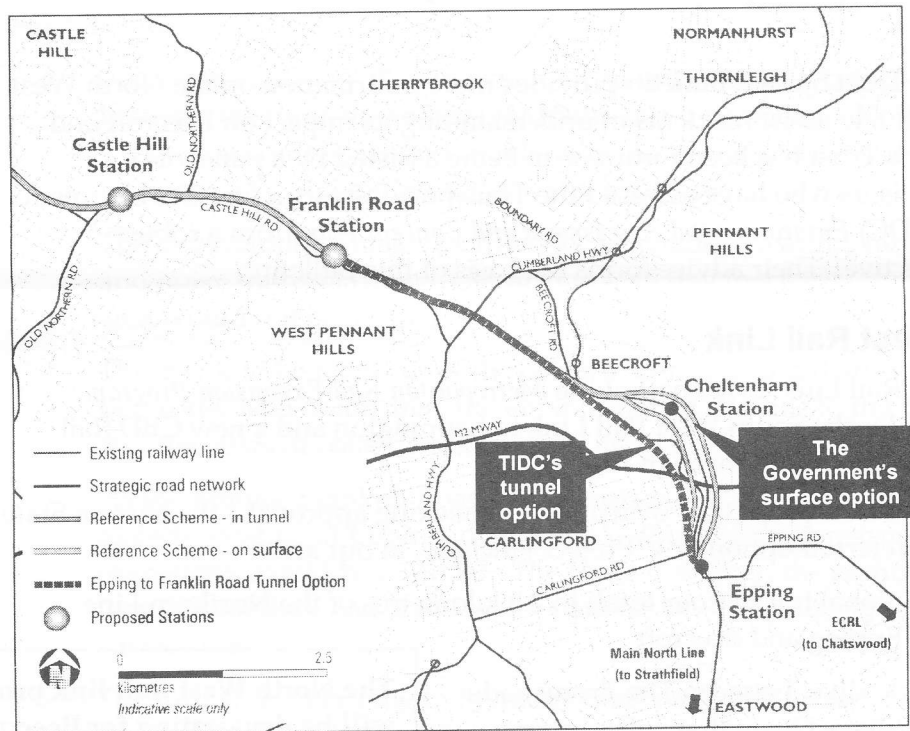 CASTLE
HILL
NORMANHURST
THORNLEIGH
CHERRYBROOK
OLD NORTHERN RD
Castle Hill
Station
CASTLE HILL RD
Franklin Road
Station
BOUNDARY RD
PENNANT
HILLS
CUMBERLAND HWY
BEECROFT RD
OLD NORTHERN RD
WEST PENNANT
HILLS
BEECROFT
Cheltenham
Station
M2 MWAY
TIDC's
tunnel
option
The
Government's
surface option
CUMBERLAND HWY
CARLINGFORD
CARLINGFORD RD
EPPING RD
Epping
Station
ECRL
(to Chatswood)
Main North Line
(to Strathfield)
EASTWOOD
Existing railway line
Strategic road network
Reference Scheme - in tunnel
Reference Scheme - on surface
Epping to Franklin Road Tunnel Option
Proposed Stations
0 2.5
kilometres
Indicative scale only